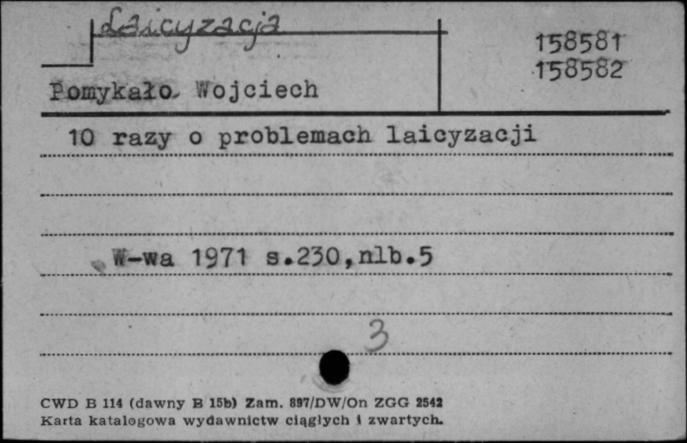 Laicyzacja
158581
158582
Pomykało Wojciech
10 razy o problemach laicyzacji
W-wa 1971 s.230,nlb.5
3
CWD B 114 (dawny B 15b) Zam. 897/DW/On ZGG 2542
Karta katalogowa wydawnictw ciągłych i zwartych.